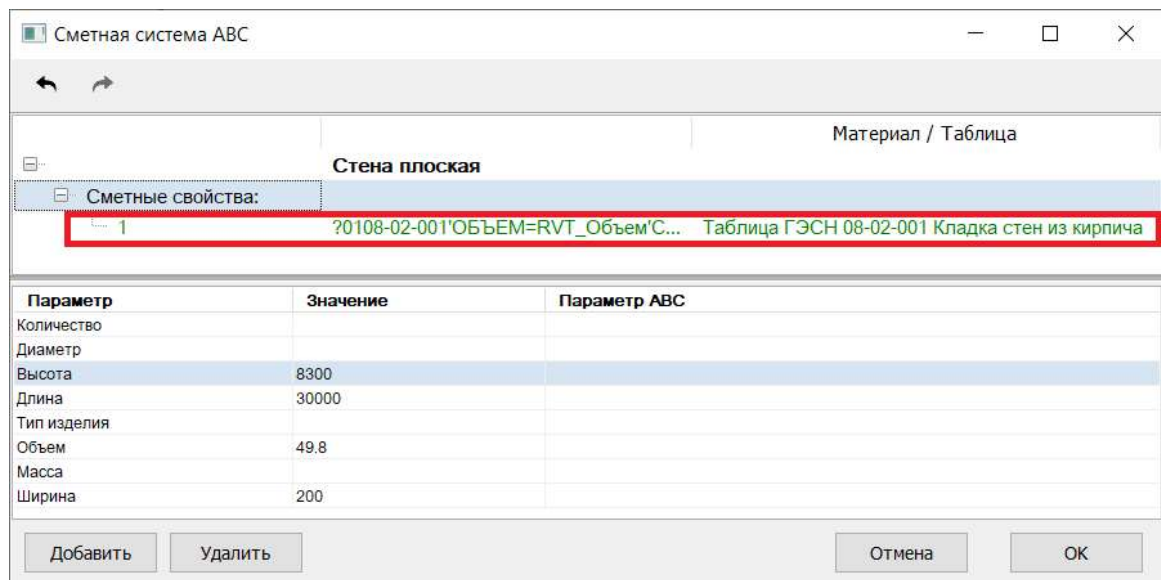 Сметная система АВС
Материал / Таблица
Стена плоская
Сметные свойства:
1 ?0108-02-001'ОБЪЕМ=RVT_Объем'С... Таблица ГЭСН 08-02-001 Кладка стен из кирпича
Параметр Значение Параметр АВС
Количество
Диаметр
Высота 8300
Длина 30000
Тип изделия
Объем 49.8
Масса
Ширина 200
Добавить Удалить Отмена OK